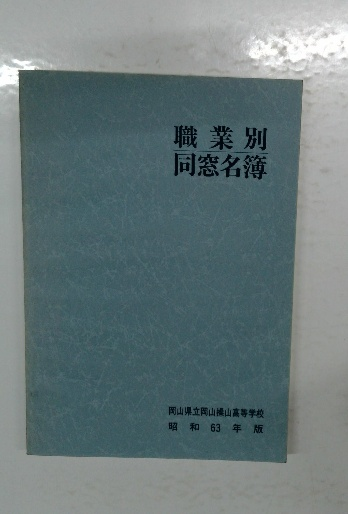 職業別
同窓名簿
岡山県立岡山操山高等学校
昭和63年版